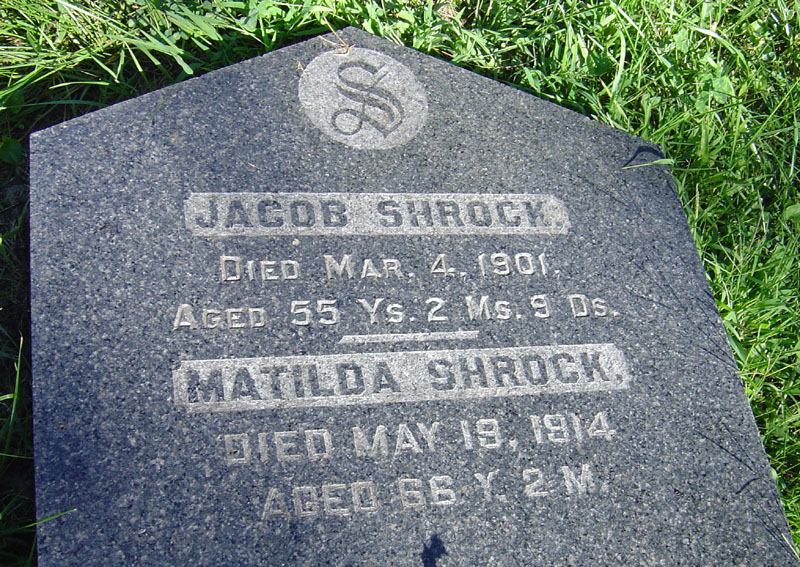 S
JACOB SHROCK.
DIED MAR. 4, 1901.
AGED 55 YS. 2 MS. 9 DS.
MATILDA SHROCK.
DIED MAY 19, 1914
AGED 66 Y. 2 M.